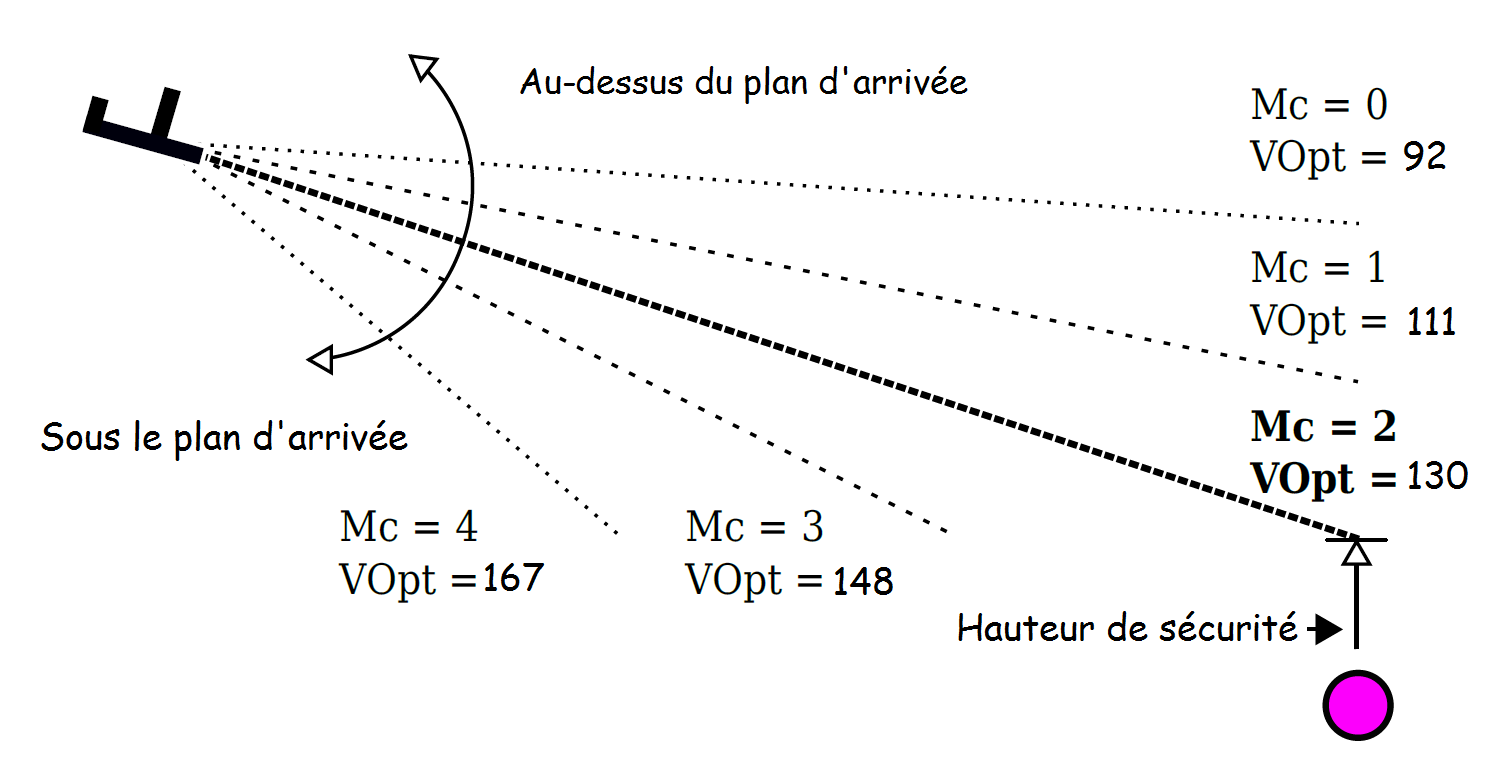 Au-dessus du plan d'arrivée
Mc = 0
VOpt = 92
Mc = 1
VOpt = 111
Mc = 2
VOpt = 130
Sous le plan d'arrivée
Mc = 4
VOpt = 167
Mc = 3
VOpt = 148
Hauteur de sécurité